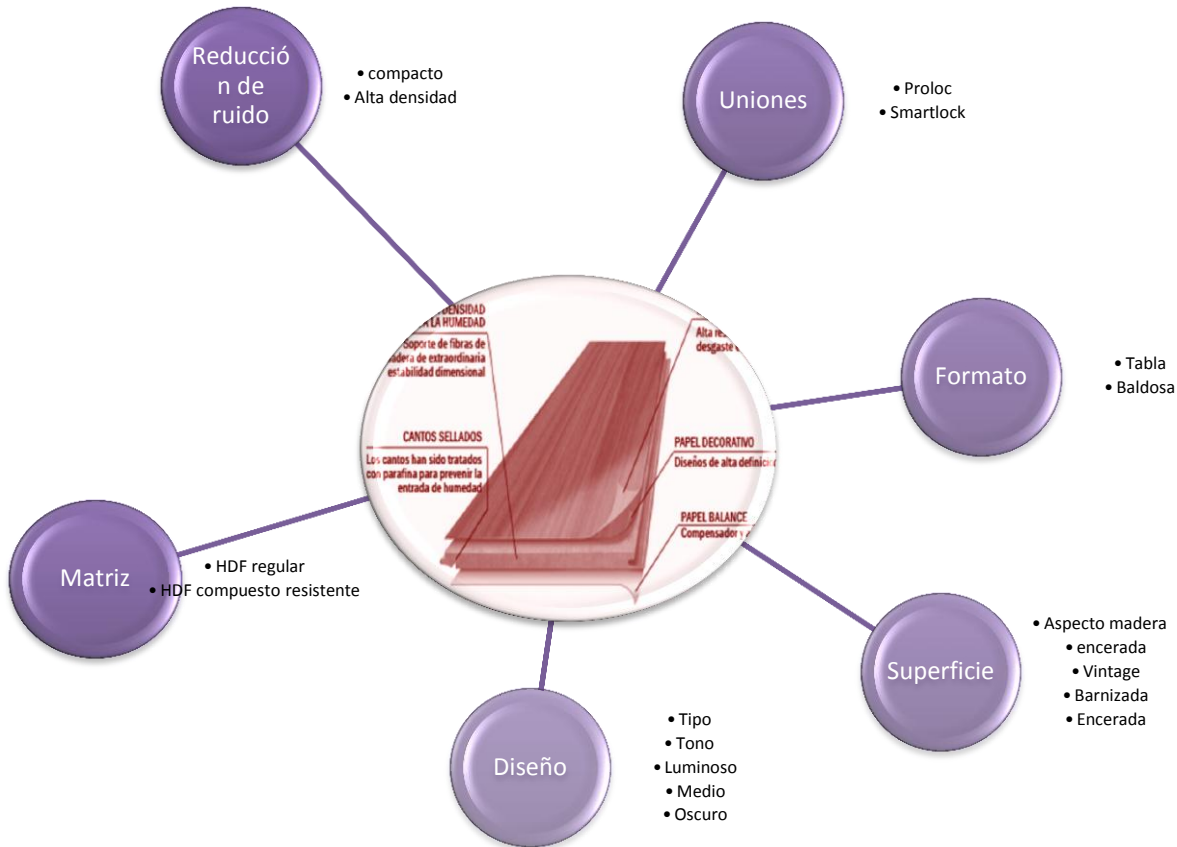 Reducció
n de
ruido
• compacto
• Alta densidad
Uniones
• Proloc
• Smartlock
Formato
• Tabla
• Baldosa
Superficie
• Aspecto madera
• encerada
• Vintage
• Barnizada
• Encerada
Diseño
• Tipo
• Tono
• Luminoso
• Medio
• Oscuro
Matriz
• HDF regular
• HDF compuesto resistente
DENSIDAD
A LA HUMEDAD
Soporte de fibras de
de extraordinaria
estabilidad dimensional
CANTOS SELLADOS
Los cantos han sido tratados
con parafina para prevenir la
entrada de humedad
Alta
desgaste
PAPEL DECORATIVO
Diseños de alta
PAPEL BALANCE
Compensador y